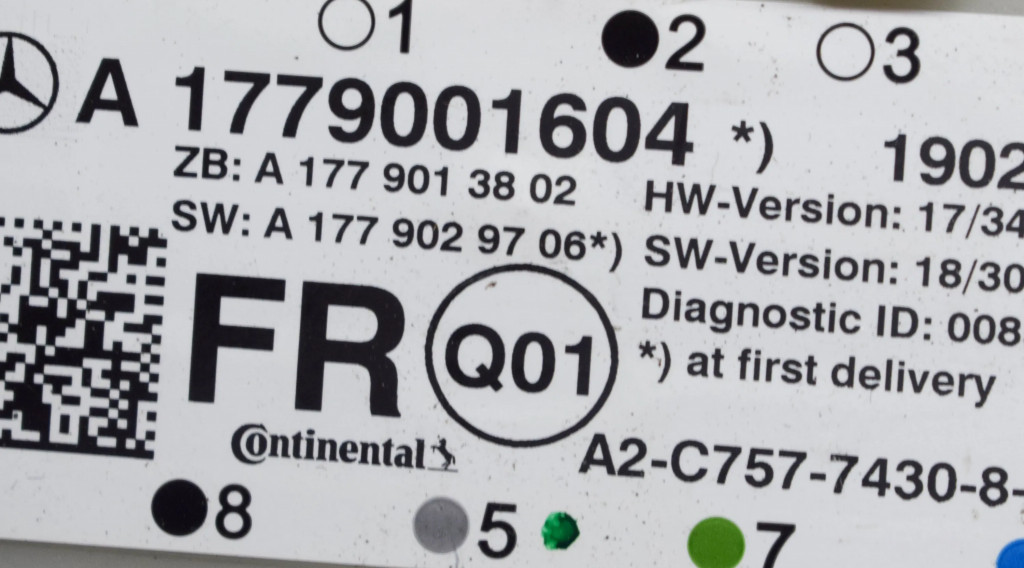 1 2 3
A 1779001604 *) 1902
ZB: A 177 901 38 02
HW-Version: 17/34
SW: A 177 902 97 06*)
SW-Version: 18/30
Diagnostic ID: 008
*) at first delivery
FR Q01
Continental
A2-C757-7430-8-
8 5 7